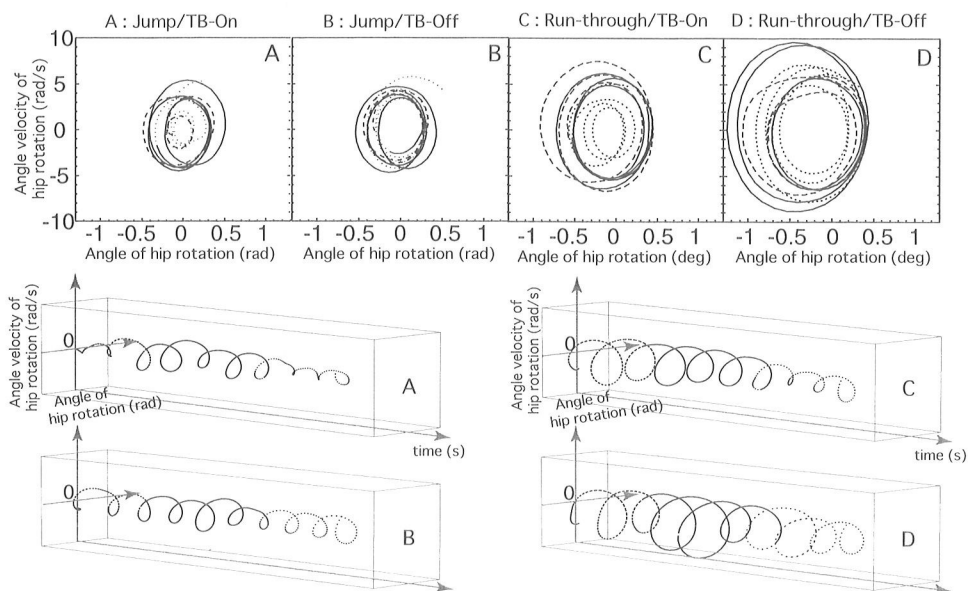 A : Jump/TB-On B : Jump/TB-Off C : Run-through/TB-On D : Run-through/TB-Off
Angle velocity of
hip rotation (rad/s)
10
5
0
-5
-10
A B C D
-1 -0.5 0 0.5 1 -1 -0.5 0 0.5 1 -1 -0.5 0 0.5 1 -1 -0.5 0 0.5 1
Angle of hip rotation (rad) Angle of hip rotation (rad) Angle of hip rotation (deg) Angle of hip rotation (deg)
Angle velocity of
hip rotation (rad/s)
0
Angle of
hip rotation (rad)
A
time (s)
0
B
Angle velocity of
hip rotation (rad/s)
0
Angle of
hip rotation (rad)
C
time (s)
0
D